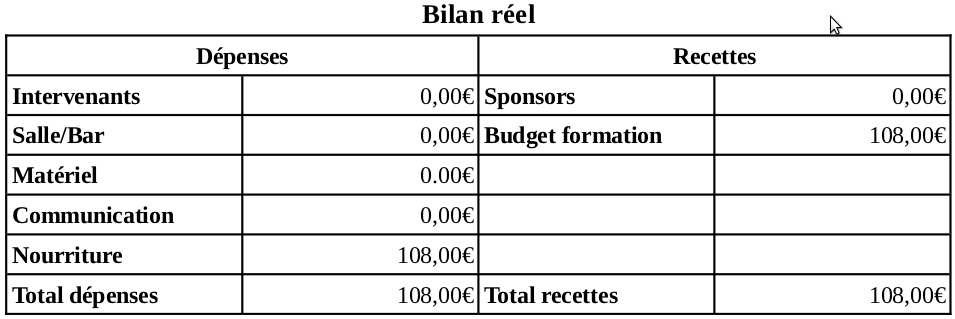 Bilan réel
Dépenses Recettes
Intervenants 0,00€ Sponsors 0,00€
Salle/Bar 0,00€ Budget formation 108,00€
Matériel 0.00€
Communication 0,00€
Nourriture 108,00€
Total dépenses 108,00€ Total recettes 108,00€